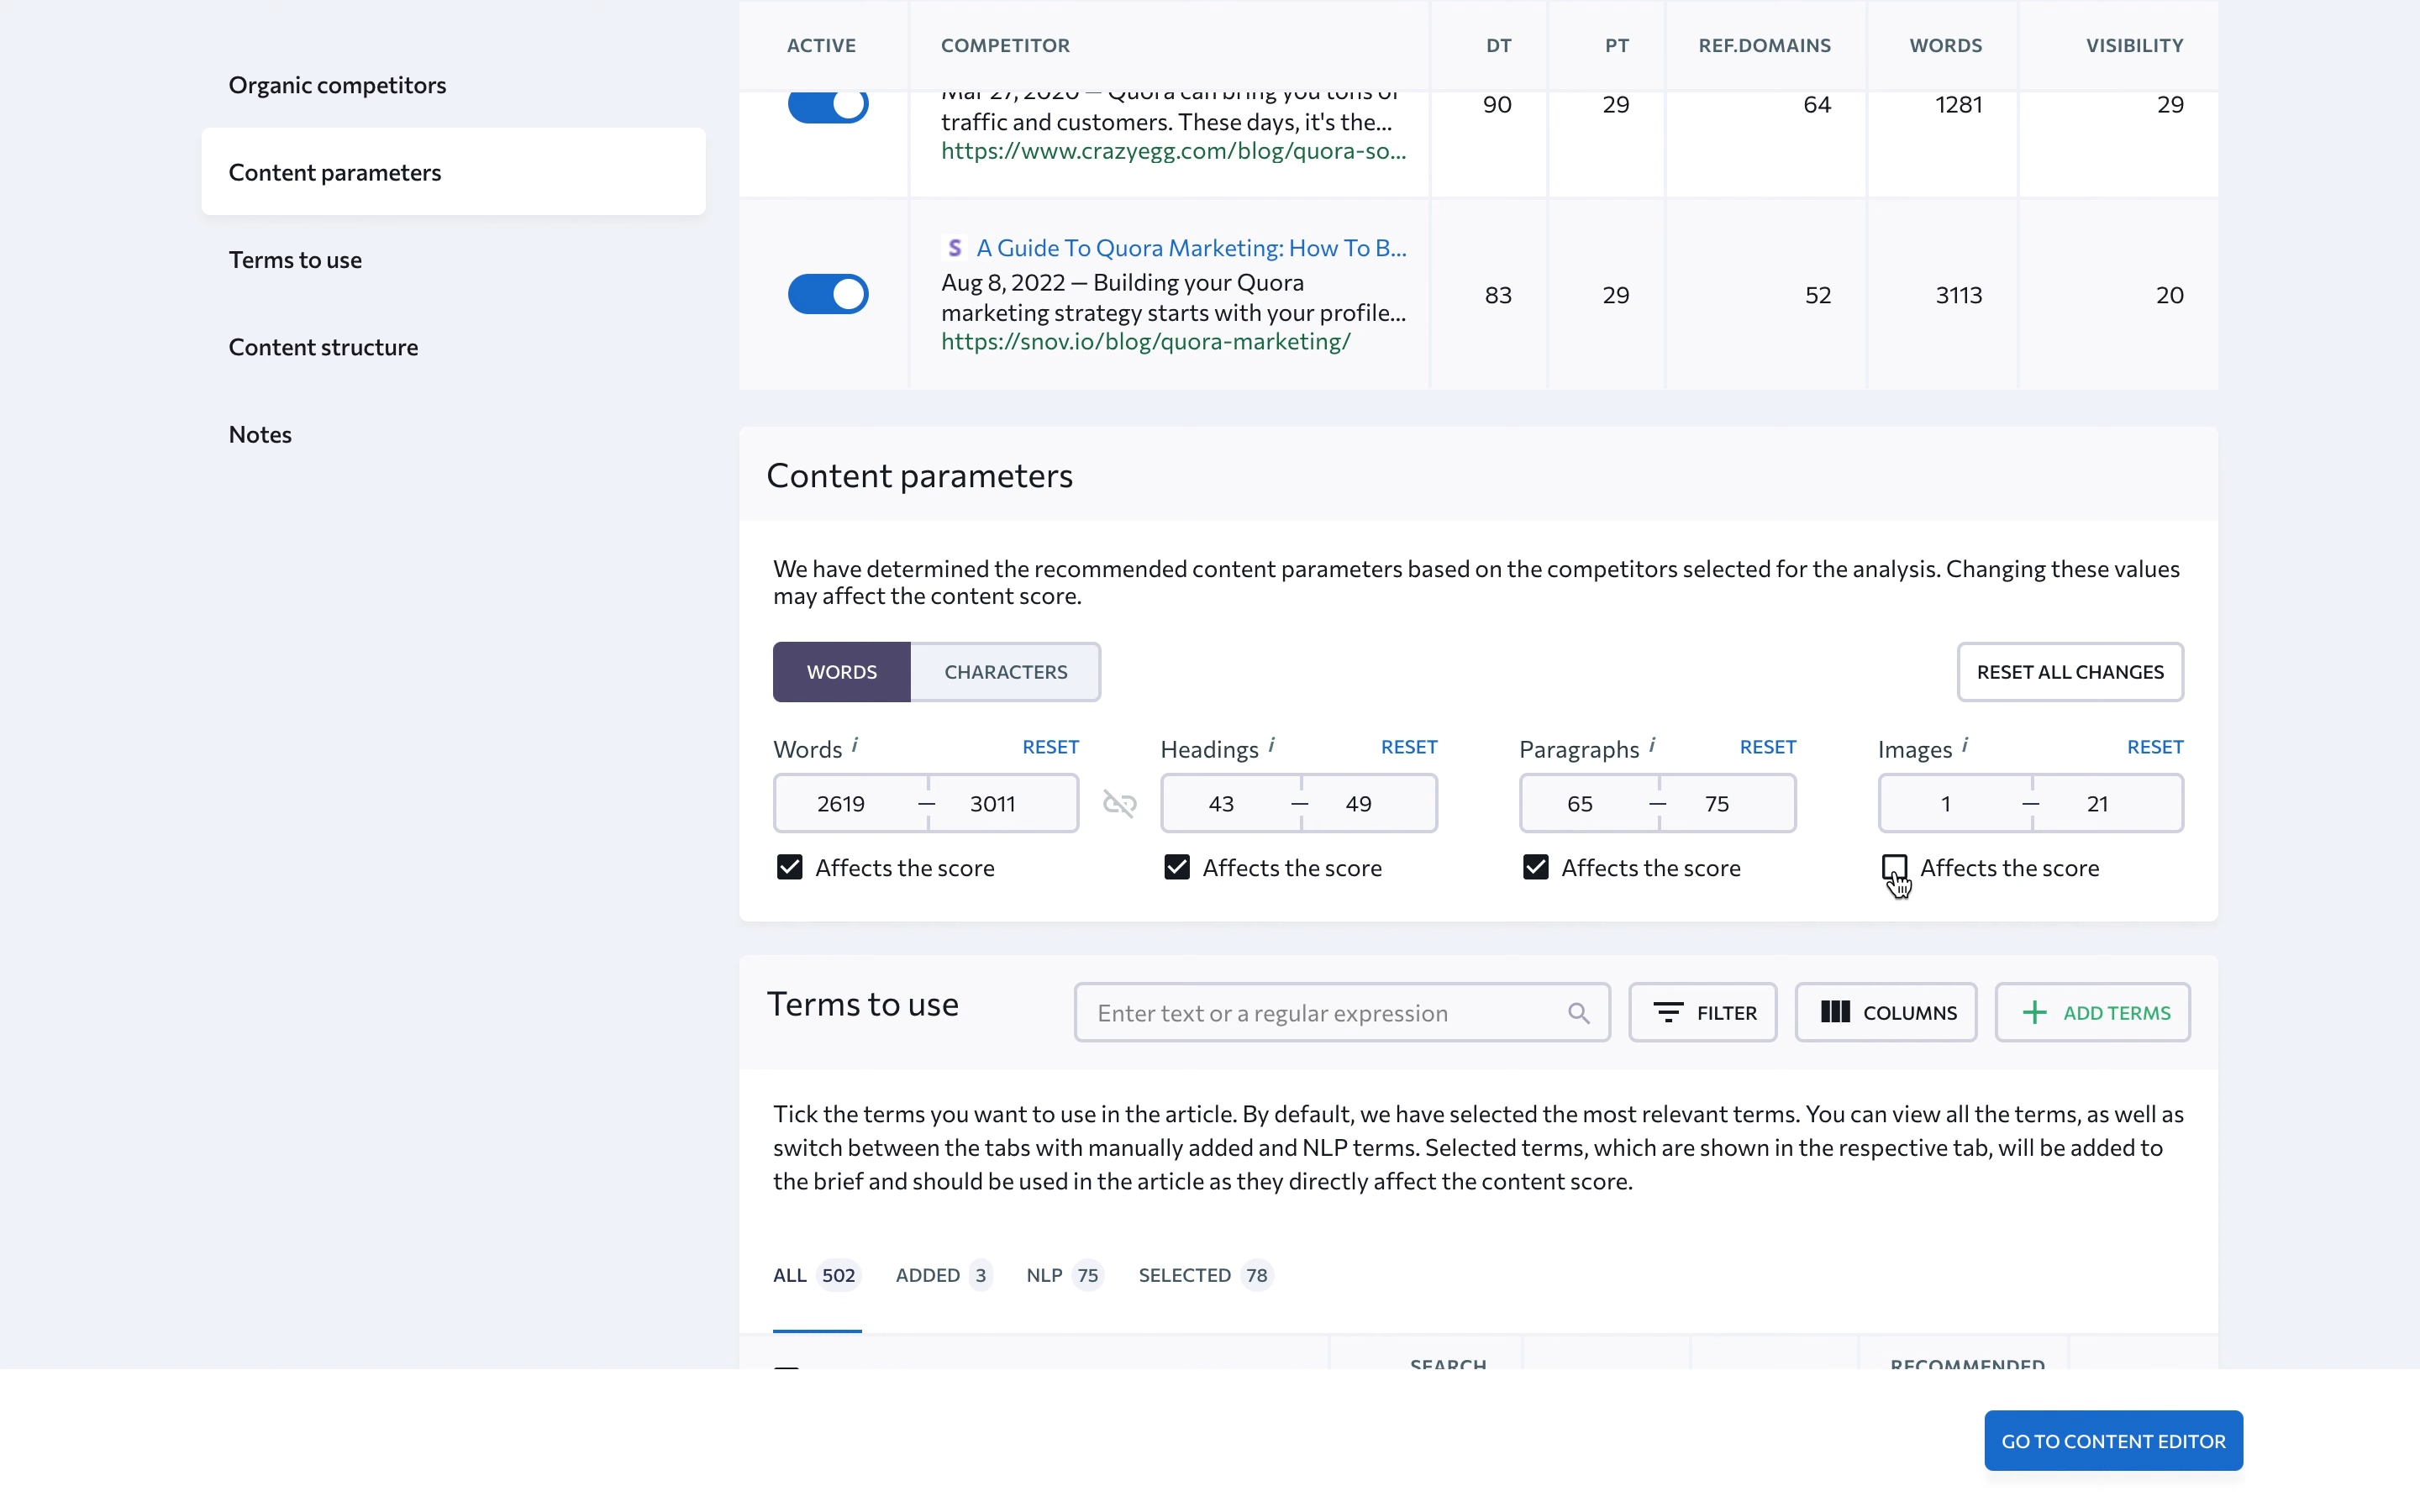 ACTIVE COMPETITOR DT PT REF.DOMAINS WORDS VISIBILITY
Organic competitors
Content parameters
Terms to use
Content structure
Notes
Mar 27, 2020 — Quora can bring you tons of
traffic and customers. These days, it's the...
https://www.crazyegg.com/blog/quora-so...
90 29 64 1281 29
S A Guide To Quora Marketing: How To B...
Aug 8, 2022 — Building your Quora
marketing strategy starts with your profile...
https://snov.io/blog/quora-marketing/
83 29 52 3113 20
Content parameters
We have determined the recommended content parameters based on the competitors selected for the analysis. Changing these values
may affect the content score.
WORDS CHARACTERS RESET ALL CHANGES
Words i RESET Headings i RESET Paragraphs i RESET Images i RESET
2619 — 3011 43 — 49 65 — 75 1 — 21
Affects the score Affects the score Affects the score Affects the score
Terms to use Enter text or a regular expression FILTER COLUMNS ADD TERMS
Tick the terms you want to use in the article. By default, we have selected the most relevant terms. You can view all the terms, as well as
switch between the tabs with manually added and NLP terms. Selected terms, which are shown in the respective tab, will be added to
the brief and should be used in the article as they directly affect the content score.
ALL 502 ADDED 3 NLP 75 SELECTED 78
SEARCH RECOMMENDED
GO TO CONTENT EDITOR